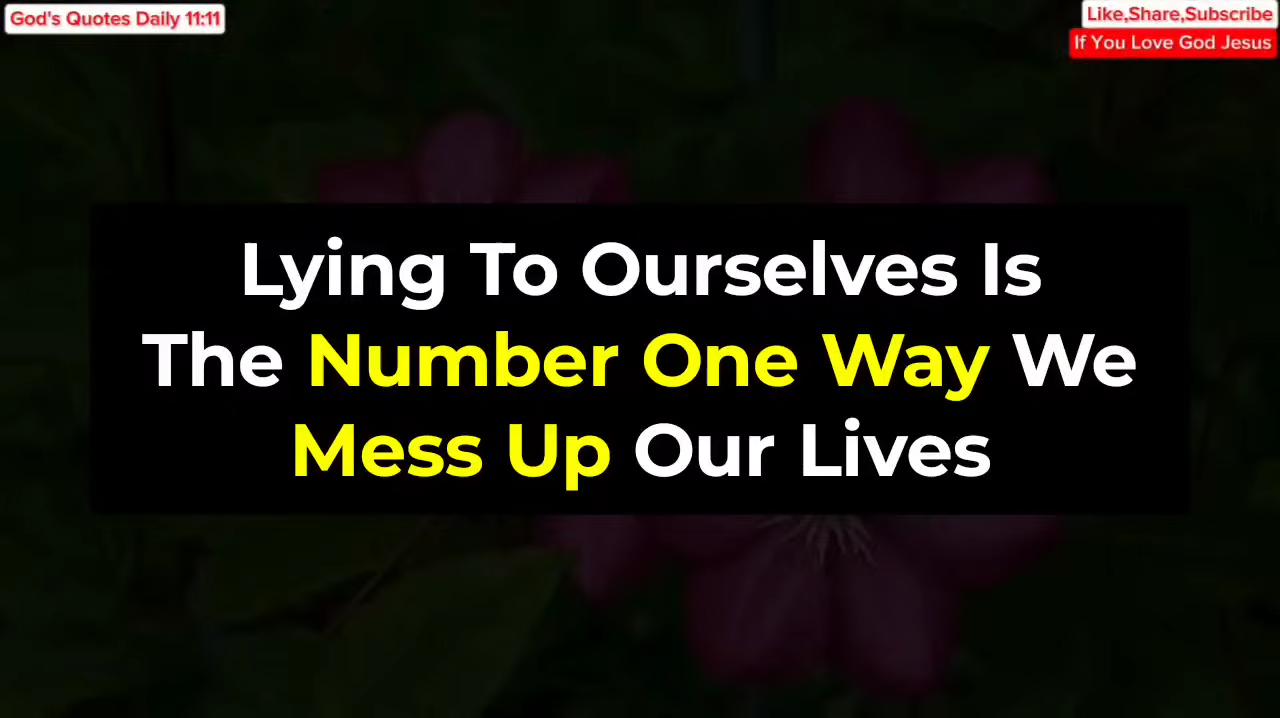 God's Quotes Daily 11:11
Like,Share,Subscribe
If You Love God Jesus
Lying To Ourselves Is
The Number One Way We
Mess Up Our Lives